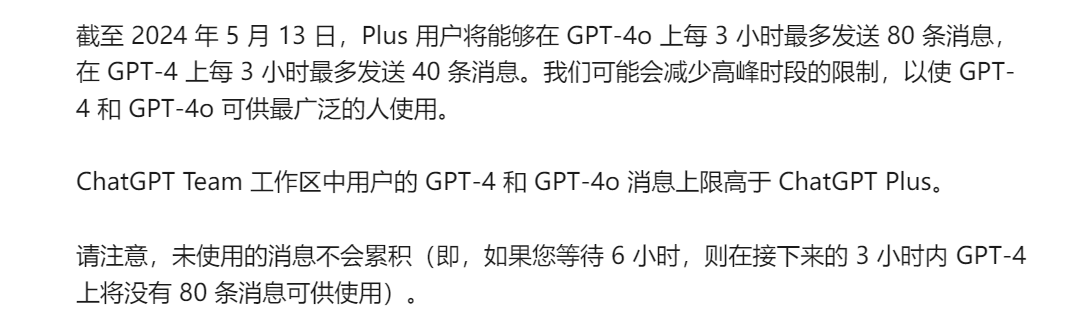 截至 2024 年 5 月 13 日，Plus 用户将能够在 GPT-4o 上每 3 小时最多发送 80 条消息，
在 GPT-4 上每 3 小时最多发送 40 条消息。我们可能会减少高峰时段的限制，以使 GPT-
4 和 GPT-4o 可供最广泛的人使用。
ChatGPT Team 工作区中用户的 GPT-4 和 GPT-4o 消息上限高于 ChatGPT Plus。
请注意，未使用的消息不会累积（即，如果您等待 6 小时，则在接下来的 3 小时内 GPT-4
上将没有 80 条消息可供使用）。